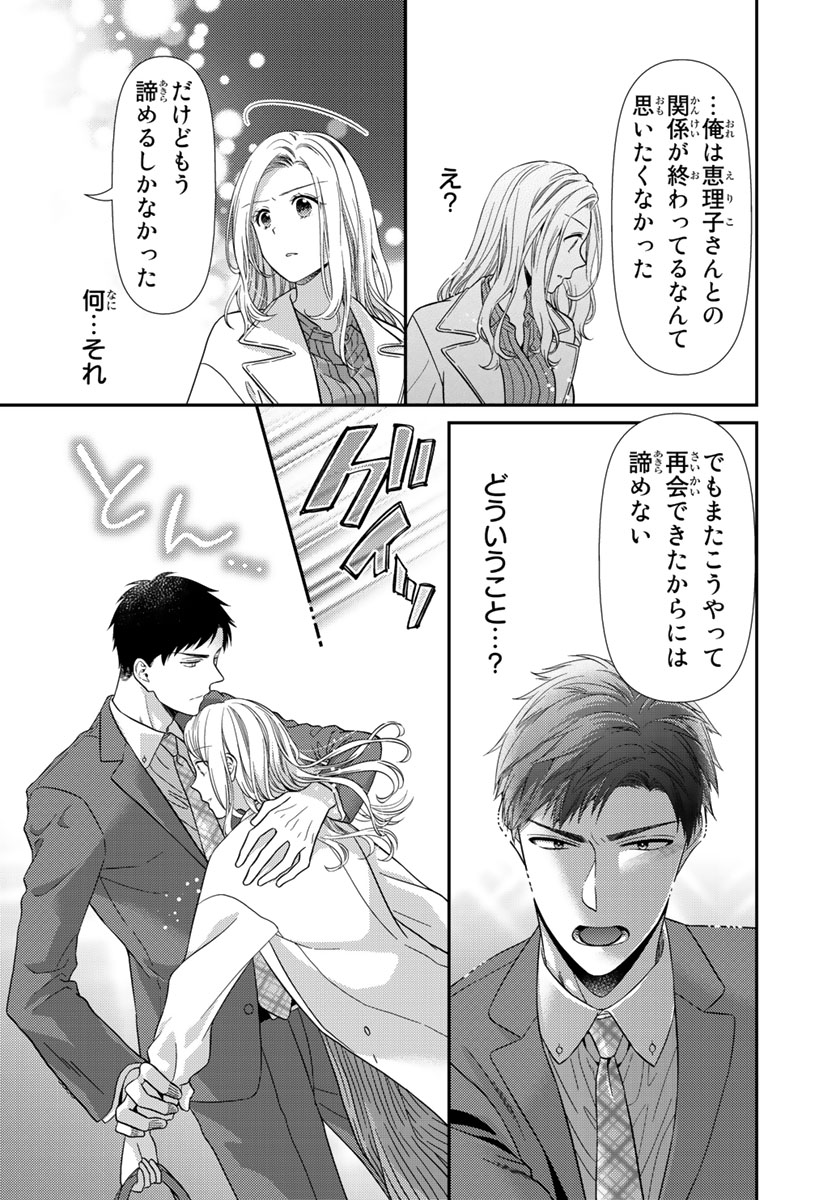 …俺は恵理子さんとの
関係が終わってるなんて
思いたくなかった
え？
だけどもう
諦めるしかなかった
何…それ
でもまたこうやって
再会できたからには
諦めない
どういうこと…？
グイッ
とん…